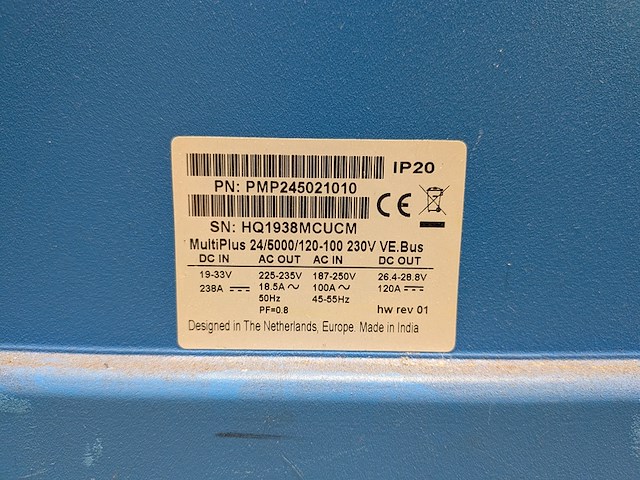 IP20
PN: PMP245021010
CE
SN: HQ1938MCUCM
MultiPlus 24/5000/120-100 230V VE.Bus
DC IN AC OUT AC IN DC OUT
19-33V 225-235V 187-250V 26.4-28.8V
238A 18.5A 100A 120A
50Hz 45-55Hz
PF=0.8 hw rev 01
Designed in The Netherlands, Europe. Made in India